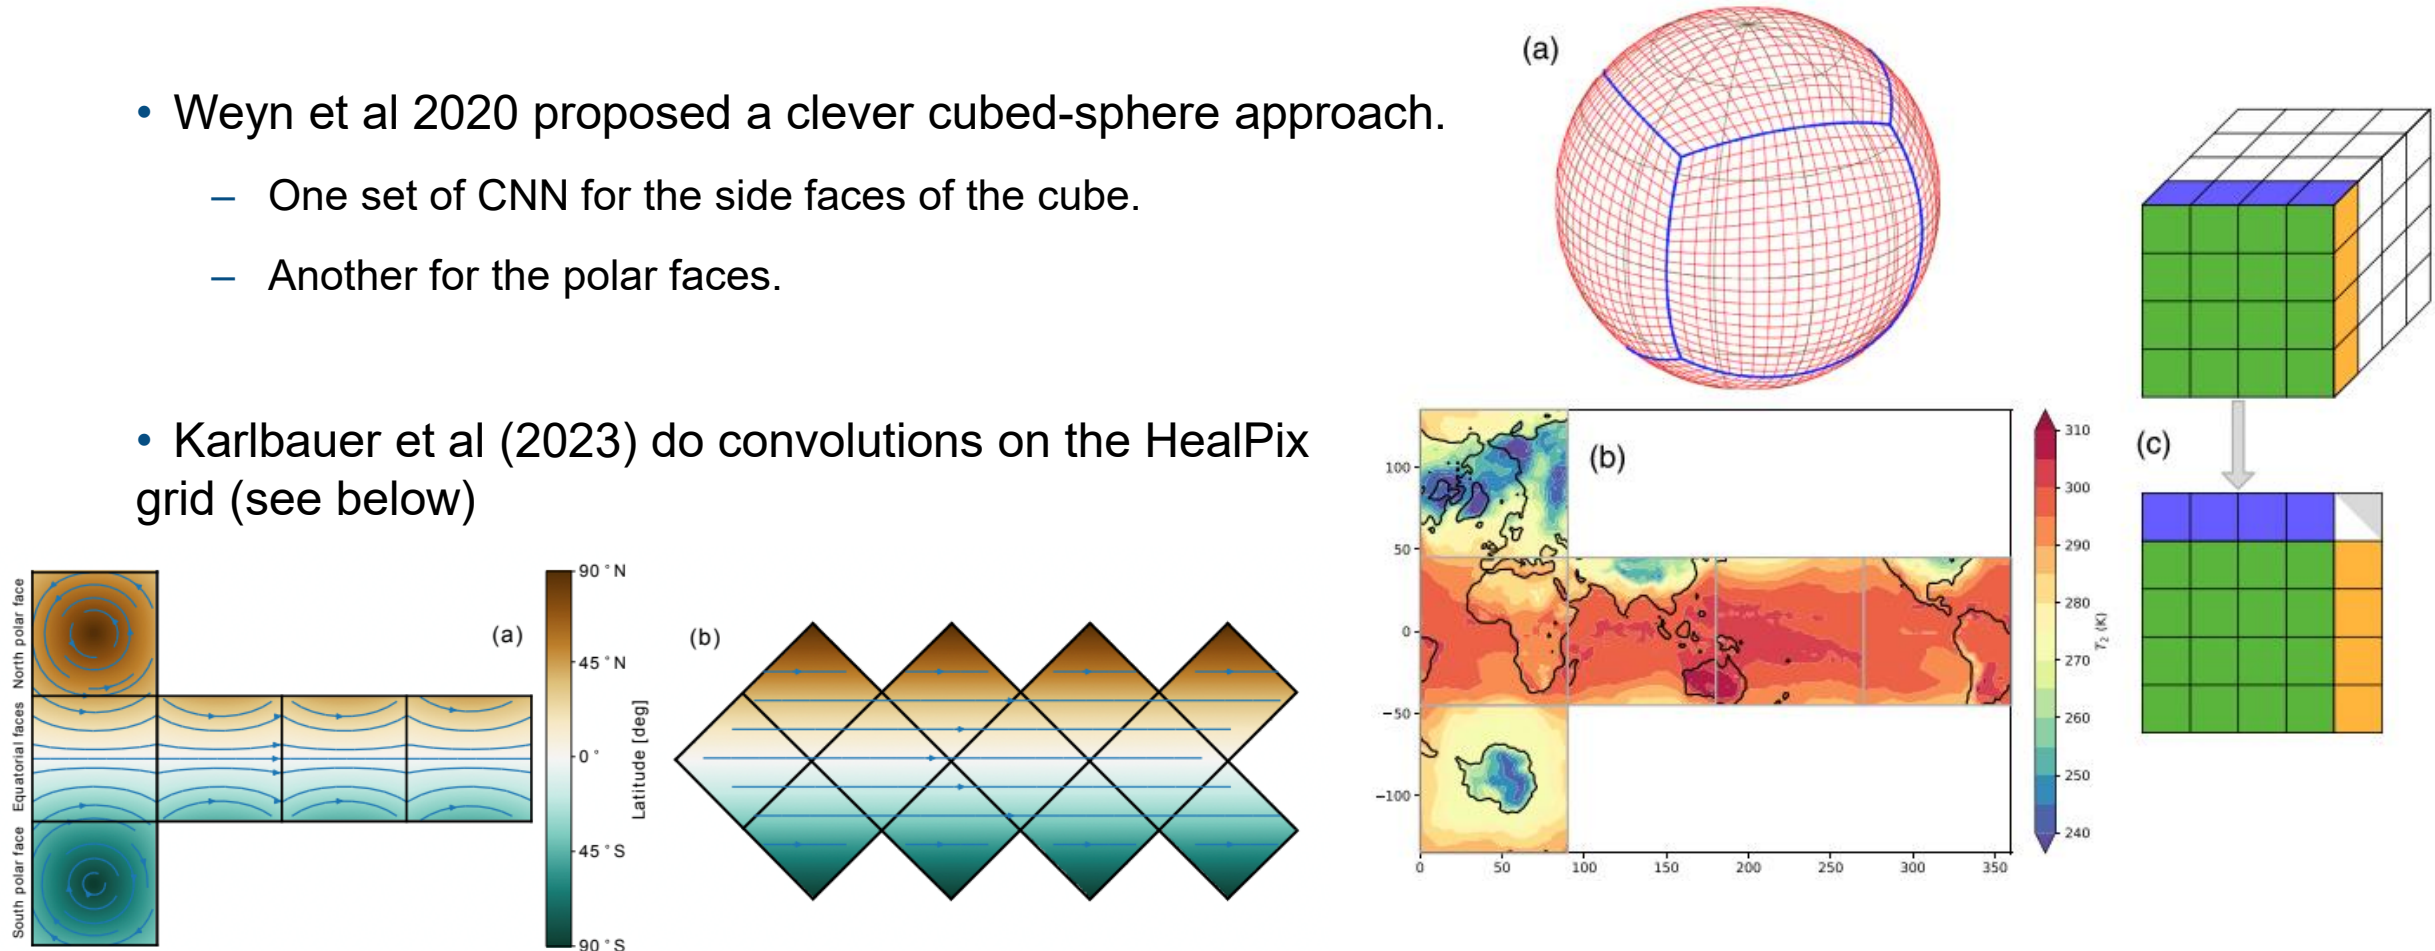 • Weyn et al 2020 proposed a clever cubed-sphere approach.
– One set of CNN for the side faces of the cube.
– Another for the polar faces.
• Karlbauer et al (2023) do convolutions on the HealPix
grid (see below)
North polar face
Equatorial faces
South polar face
(a)
90°N
45°N
0°
45°S
90°S
Latitude [deg]
(b)
(a)
(b)
100
50
0
−50
−100
0 50 100 150 200 250 300 350
310
300
290
280
270
260
250
240
T₂ (K)
(c)